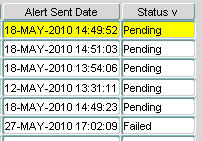 Alert Sent Date Status v
18-MAY-2010 14:49:52 Pending
18-MAY-2010 14:51:03 Pending
18-MAY-2010 13:54:06 Pending
12-MAY-2010 13:31:11 Pending
18-MAY-2010 14:49:23 Pending
27-MAY-2010 17:02:09 Failed